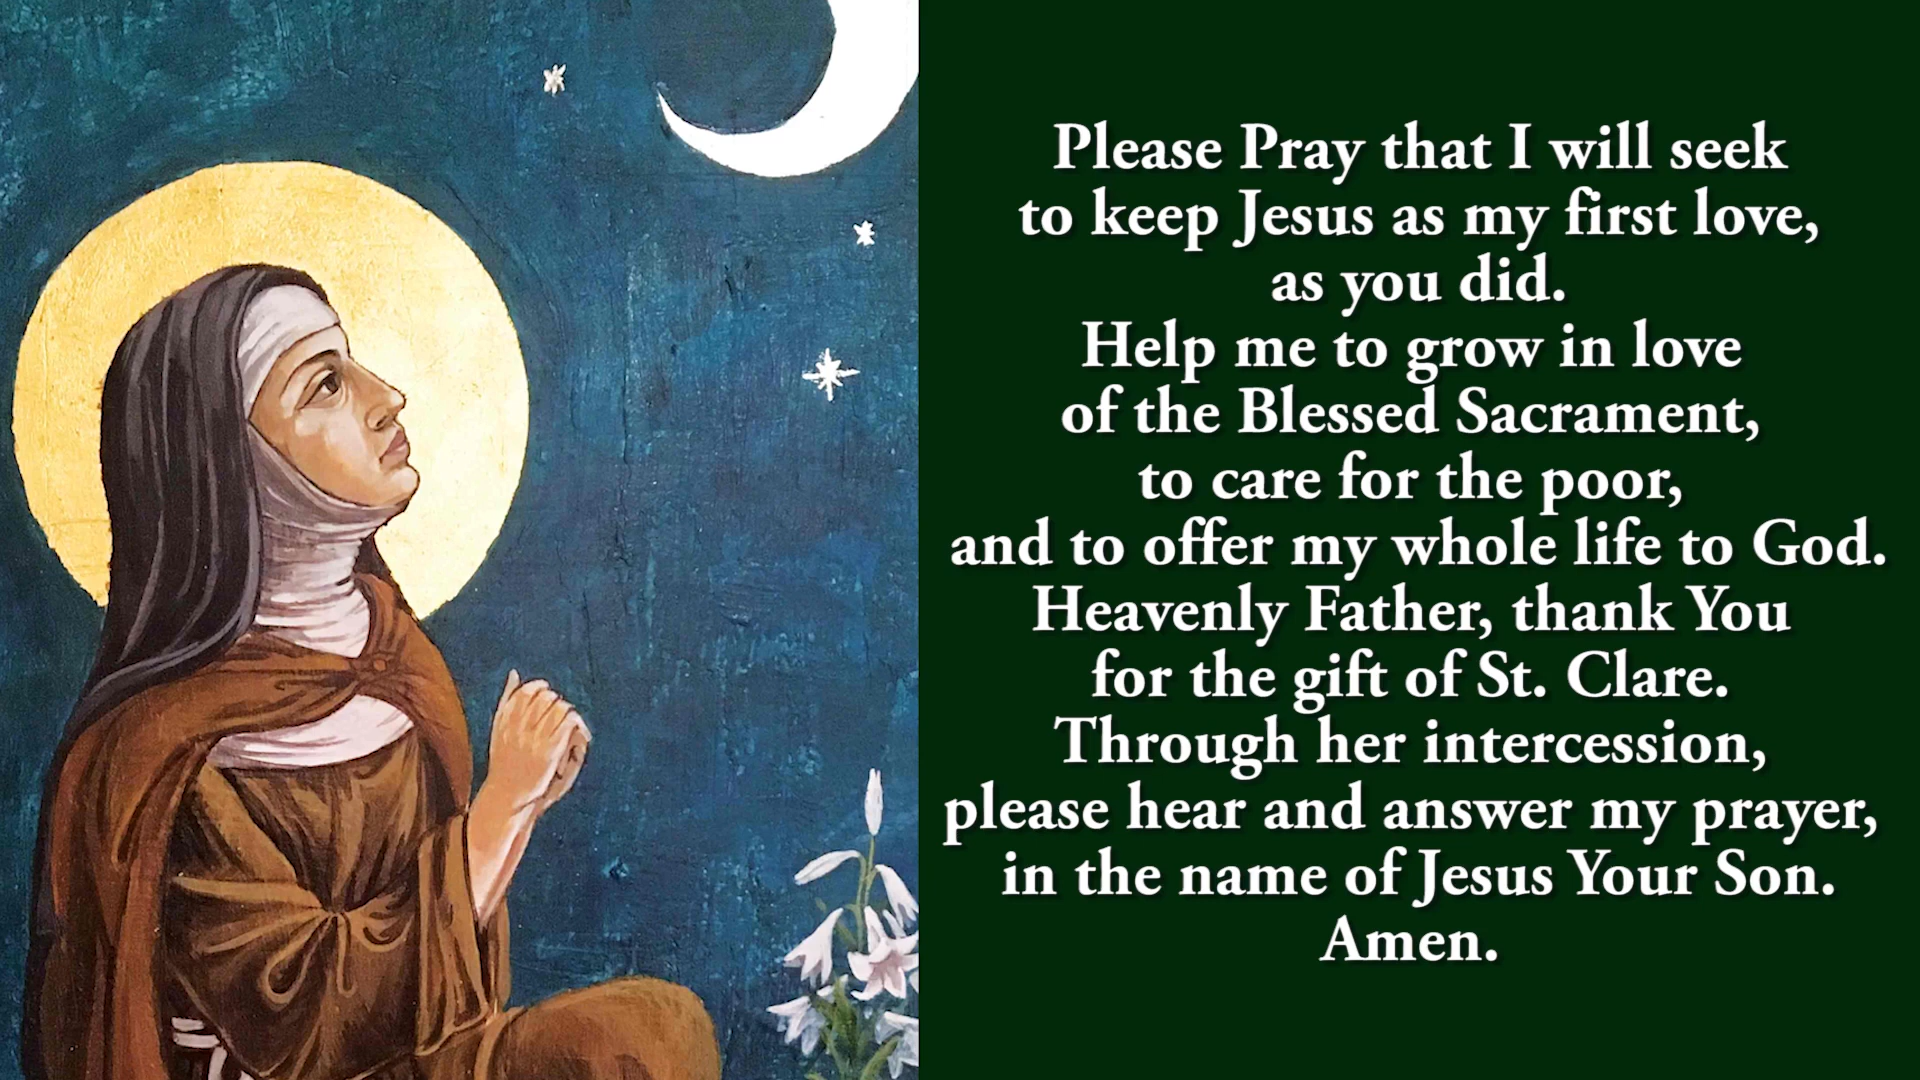 Please Pray that I will seek
to keep Jesus as my first love,
as you did.
Help me to grow in love
of the Blessed Sacrament,
to care for the poor,
and to offer my whole life to God.
Heavenly Father, thank You
for the gift of St. Clare.
Through her intercession,
please hear and answer my prayer,
in the name of Jesus Your Son.
Amen.